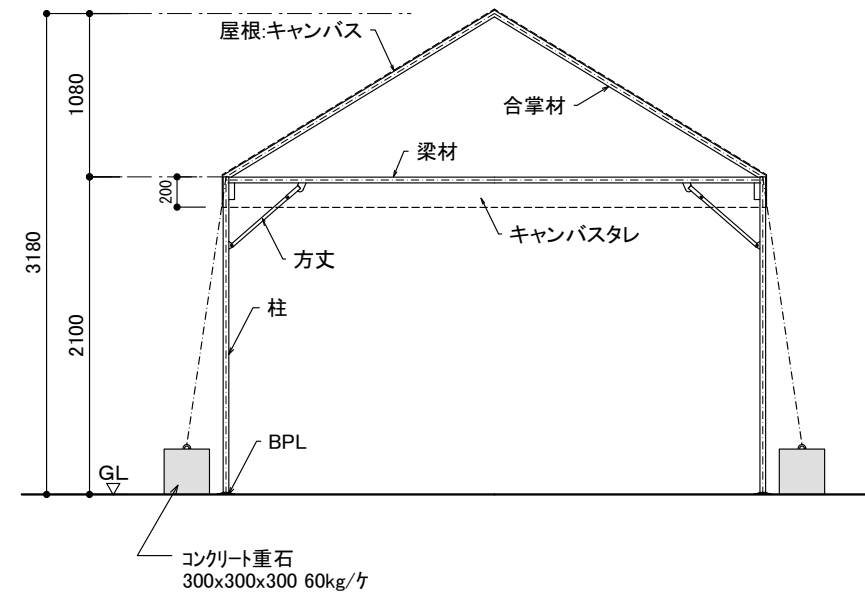 屋根:キャンバス
合掌材
梁材
キャンバスタレ
方丈
柱
BPL
GL
コンクリート重石
300x300x300 60kg/ケ
1080
200
3180
2100